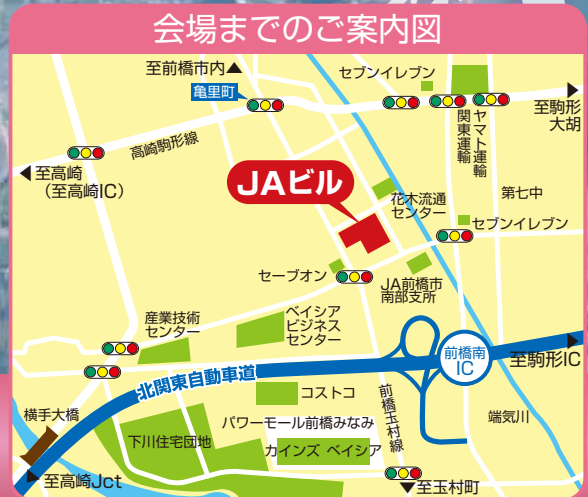 会場までのご案内図
至前橋市内▲
亀里町
セブンイレブン
至駒形
大胡
高崎駒形線
関東運輸
ヤマト運輸
◀至高崎
（至高崎IC）
JAビル
花木流通
センター
第七中
セブンイレブン
セーブオン
JA前橋市
南部支所
産業技術
センター
ベイシア
ビジネス
センター
前橋南
IC
至駒形IC
北関東自動車道
コストコ
前橋玉村線
横手大橋
下川住宅団地
パワーモール前橋みなみ
カインズ ベイシア
端気川
至高崎Jct
▼至玉村町